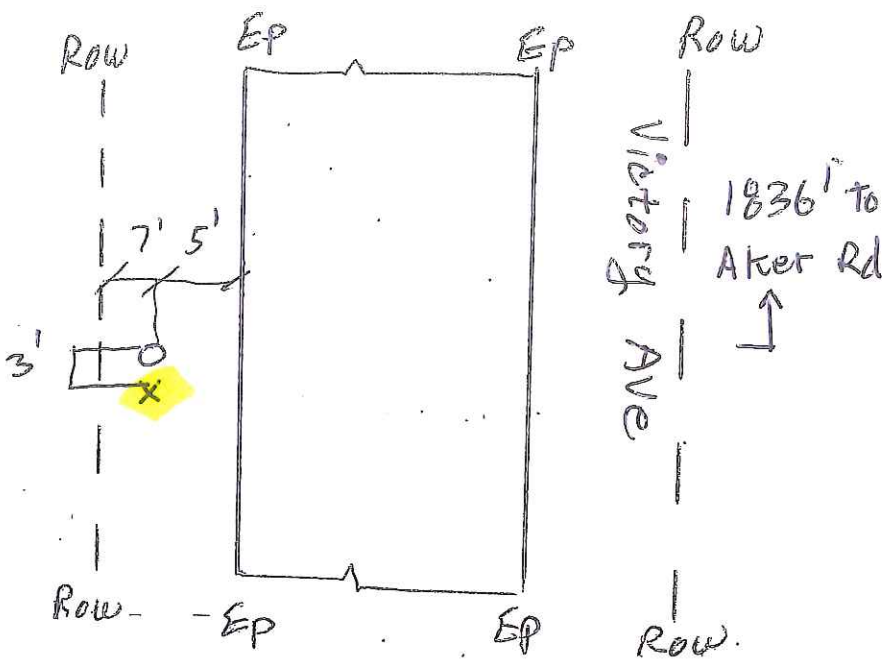 Row
Ep
Ep
Row
Victory Ave
1836' to
Aker Rd
7' 5'
3'
x
Row
Ep
Ep
Row.